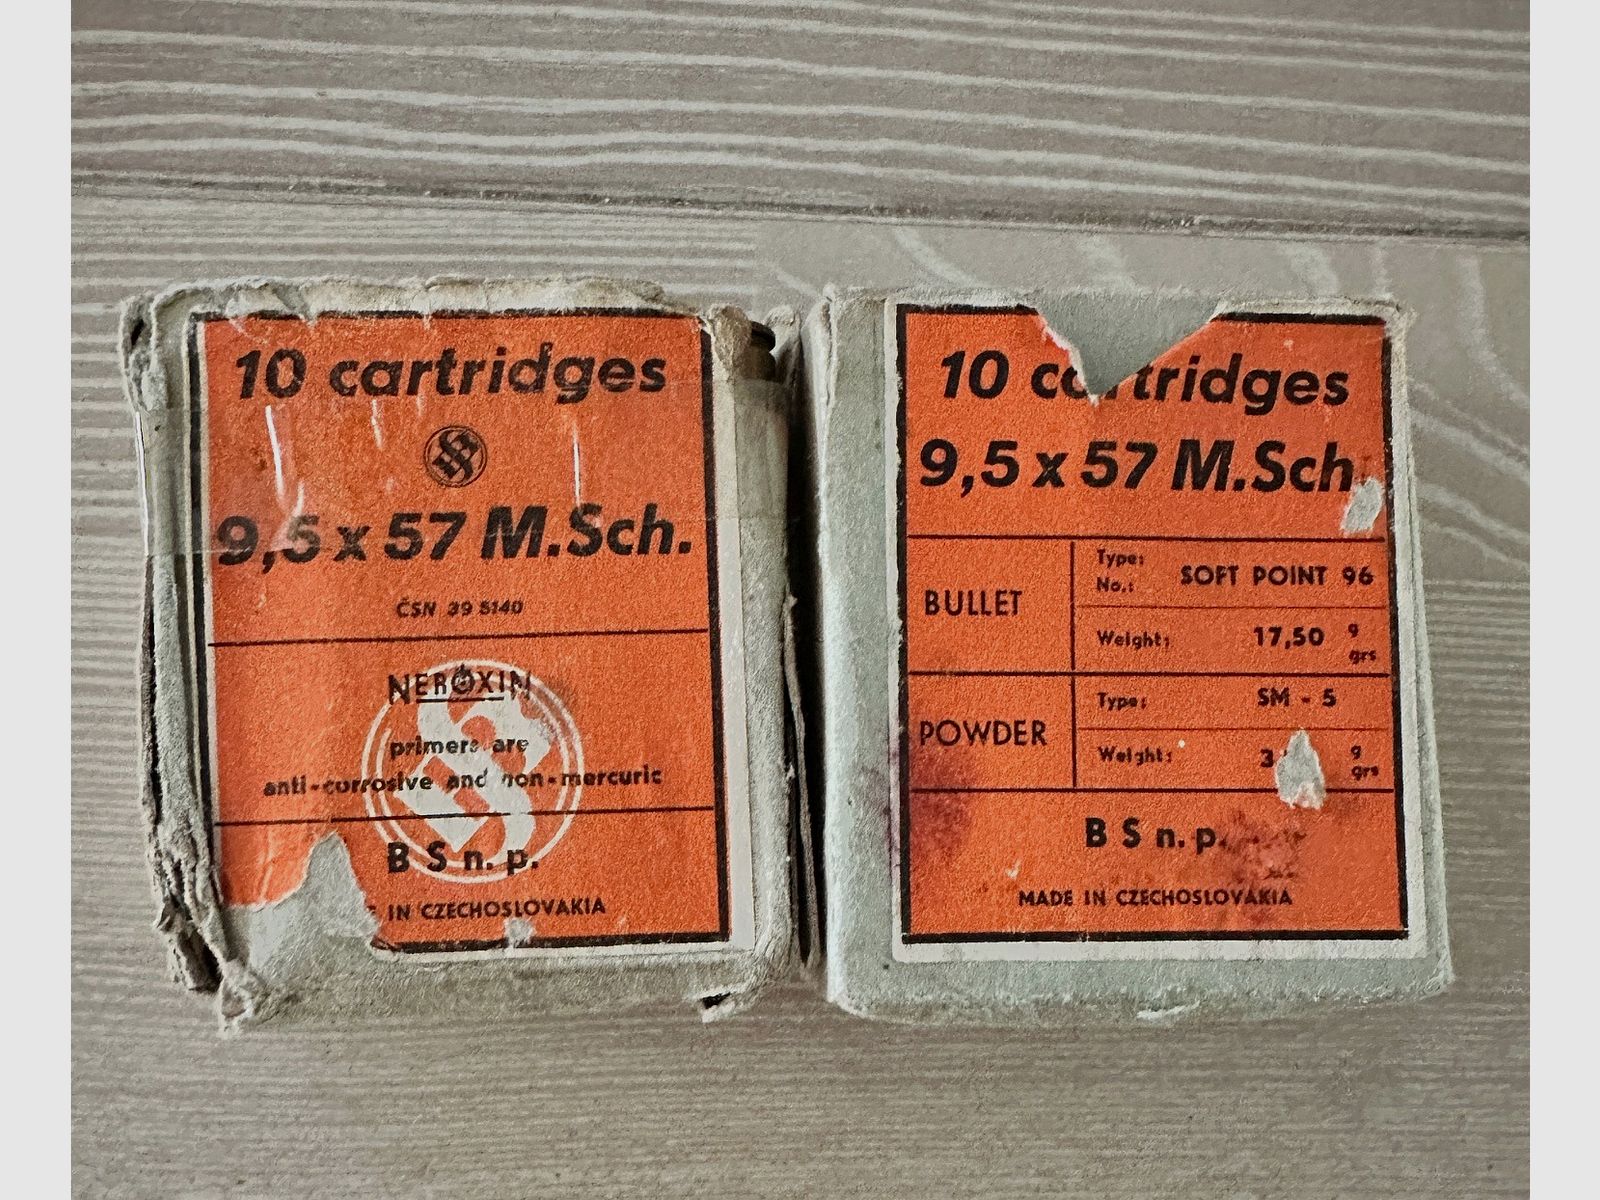 10 cartridges
9,5 x 57 M.Sch.
ČSN 39 5140
NEROXIN
primers are
anti-corrosive and non-mercuric
B S n. p.
IN CZECHOSLOVAKIA
10 cartridges
9,5 x 57 M.Sch.
BULLET
Type:
No.: SOFT POINT 96
Weight: 17,50 g
grs
POWDER
Type: SM - 5
Weight: 3 g
grs
B S n. p.
MADE IN CZECHOSLOVAKIA